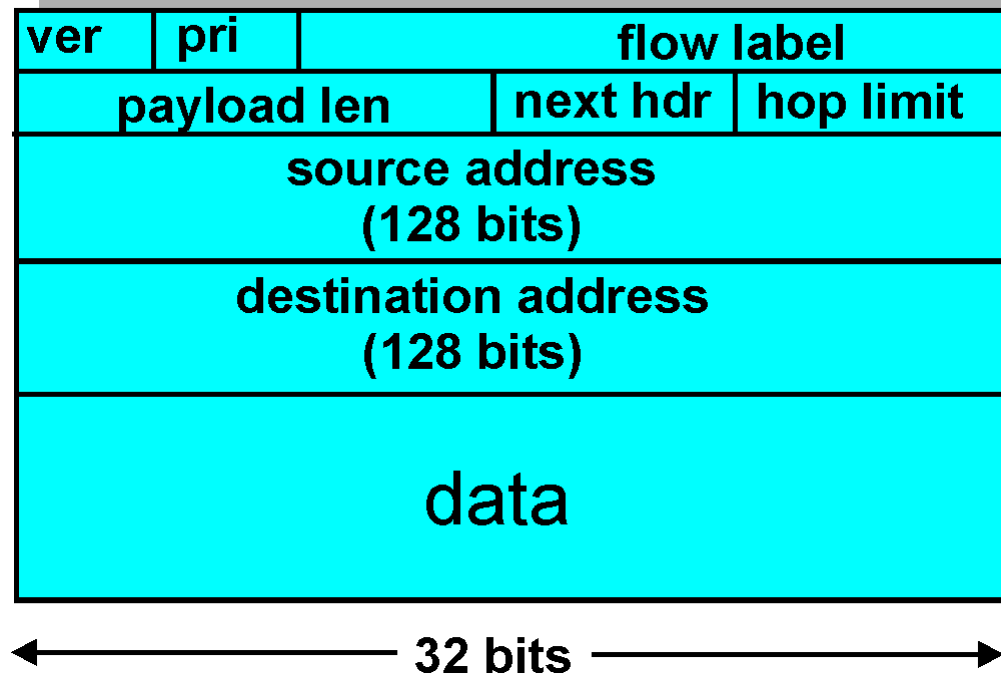 ver pri flow label
payload len next hdr hop limit
source address
(128 bits)
destination address
(128 bits)
data
32 bits